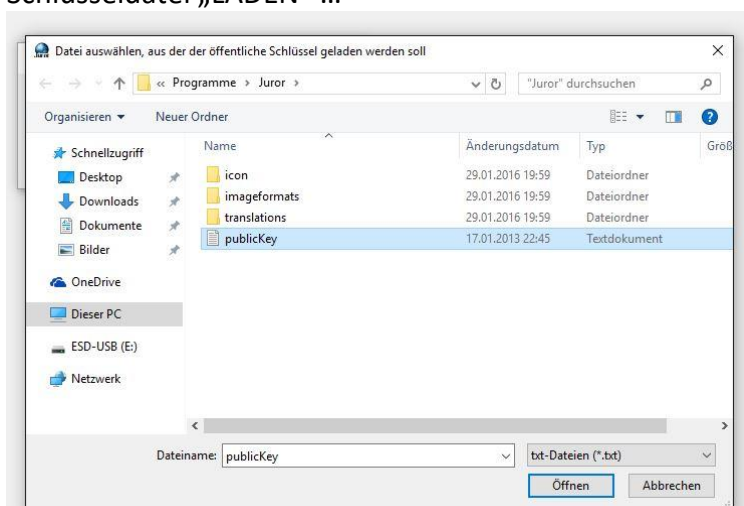 Datei auswählen, aus der der öffentliche Schlüssel geladen werden soll
« Programme › Juror ›
"Juror" durchsuchen
Organisieren
Neuer Ordner
Name Änderungsdatum Typ Größ
Schnellzugriff
Desktop
Downloads
Dokumente
Bilder
OneDrive
Dieser PC
ESD-USB (E:)
Netzwerk
icon 29.01.2016 19:59 Dateiordner
imageformats 29.01.2016 19:59 Dateiordner
translations 29.01.2016 19:59 Dateiordner
publicKey 17.01.2013 22:45 Textdokument
Dateiname: publicKey txt-Dateien (*.txt)
Öffnen Abbrechen